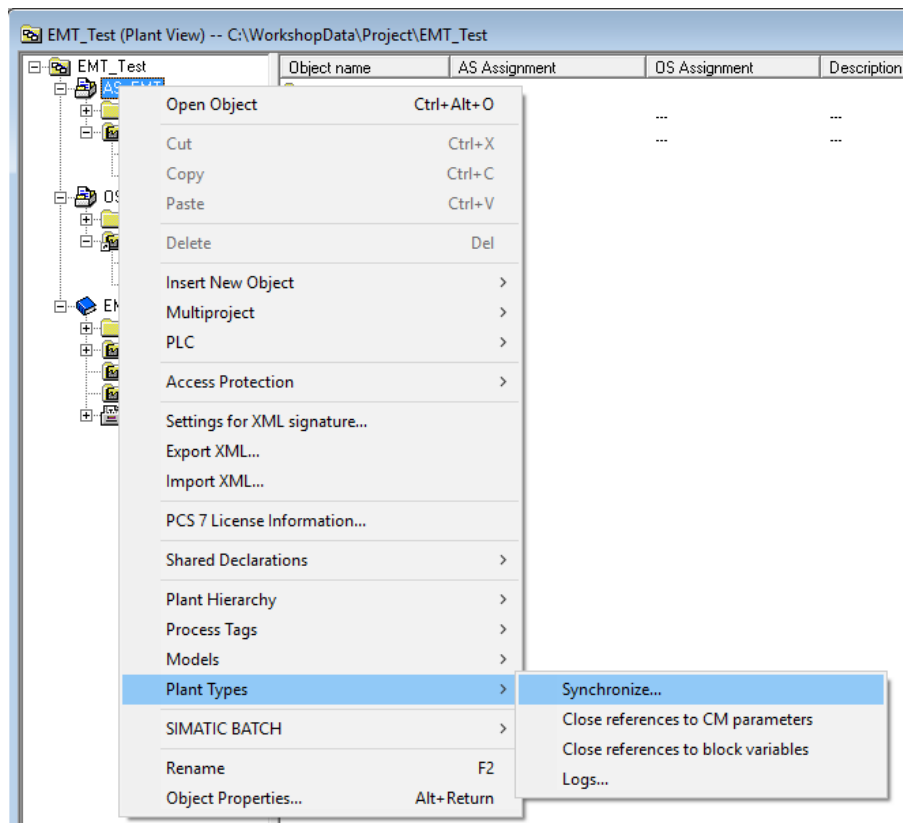 EMT_Test (Plant View) -- C:\WorkshopData\Project\EMT_Test
EMT_Test
Object name AS Assignment OS Assignment Description
Open Object Ctrl+Alt+O
--- ---
Cut Ctrl+X
--- ---
Copy Ctrl+C
Paste Ctrl+V
Delete Del
Insert New Object
Multiproject
PLC
Access Protection
Settings for XML signature...
Export XML...
Import XML...
PCS 7 License Information...
Shared Declarations
Plant Hierarchy
Process Tags
Models
Plant Types
Synchronize...
Close references to CM parameters
Close references to block variables
Logs...
SIMATIC BATCH
Rename F2
Object Properties... Alt+Return